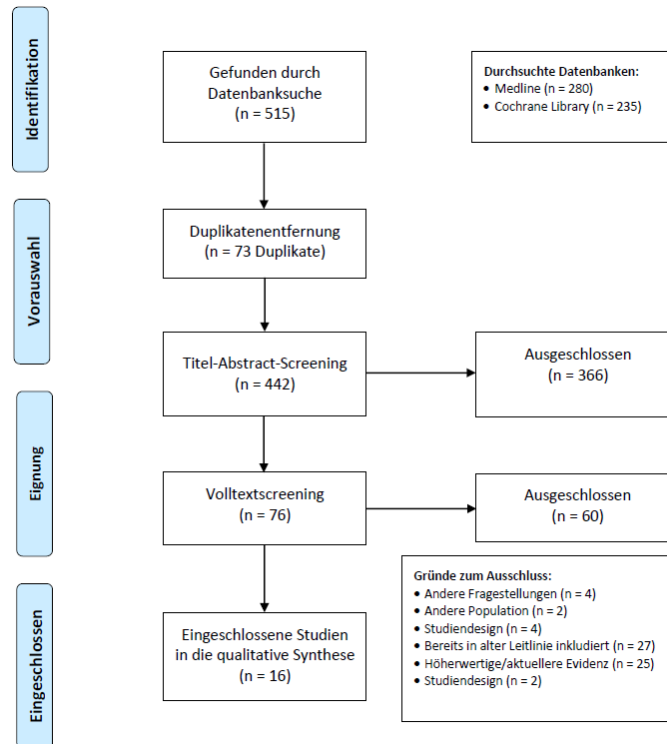 Identifikation
Gefunden durch
Datenbanksuche
(n = 515)
Durchsuchte Datenbanken:
• Medline (n = 280)
• Cochrane Library (n = 235)
Vorauswahl
Duplikatenentfernung
(n = 73 Duplikate)
Titel-Abstract-Screening
(n = 442)
Ausgeschlossen
(n = 366)
Eignung
Volltextscreening
(n = 76)
Ausgeschlossen
(n = 60)
Eingeschlossen
Eingeschlossene Studien
in die qualitative Synthese
(n = 16)
Gründe zum Ausschluss:
• Andere Fragestellungen (n = 4)
• Andere Population (n = 2)
• Studiendesign (n = 4)
• Bereits in alter Leitlinie inkludiert (n = 27)
• Höherwertige/aktuellere Evidenz (n = 25)
• Studiendesign (n = 2)